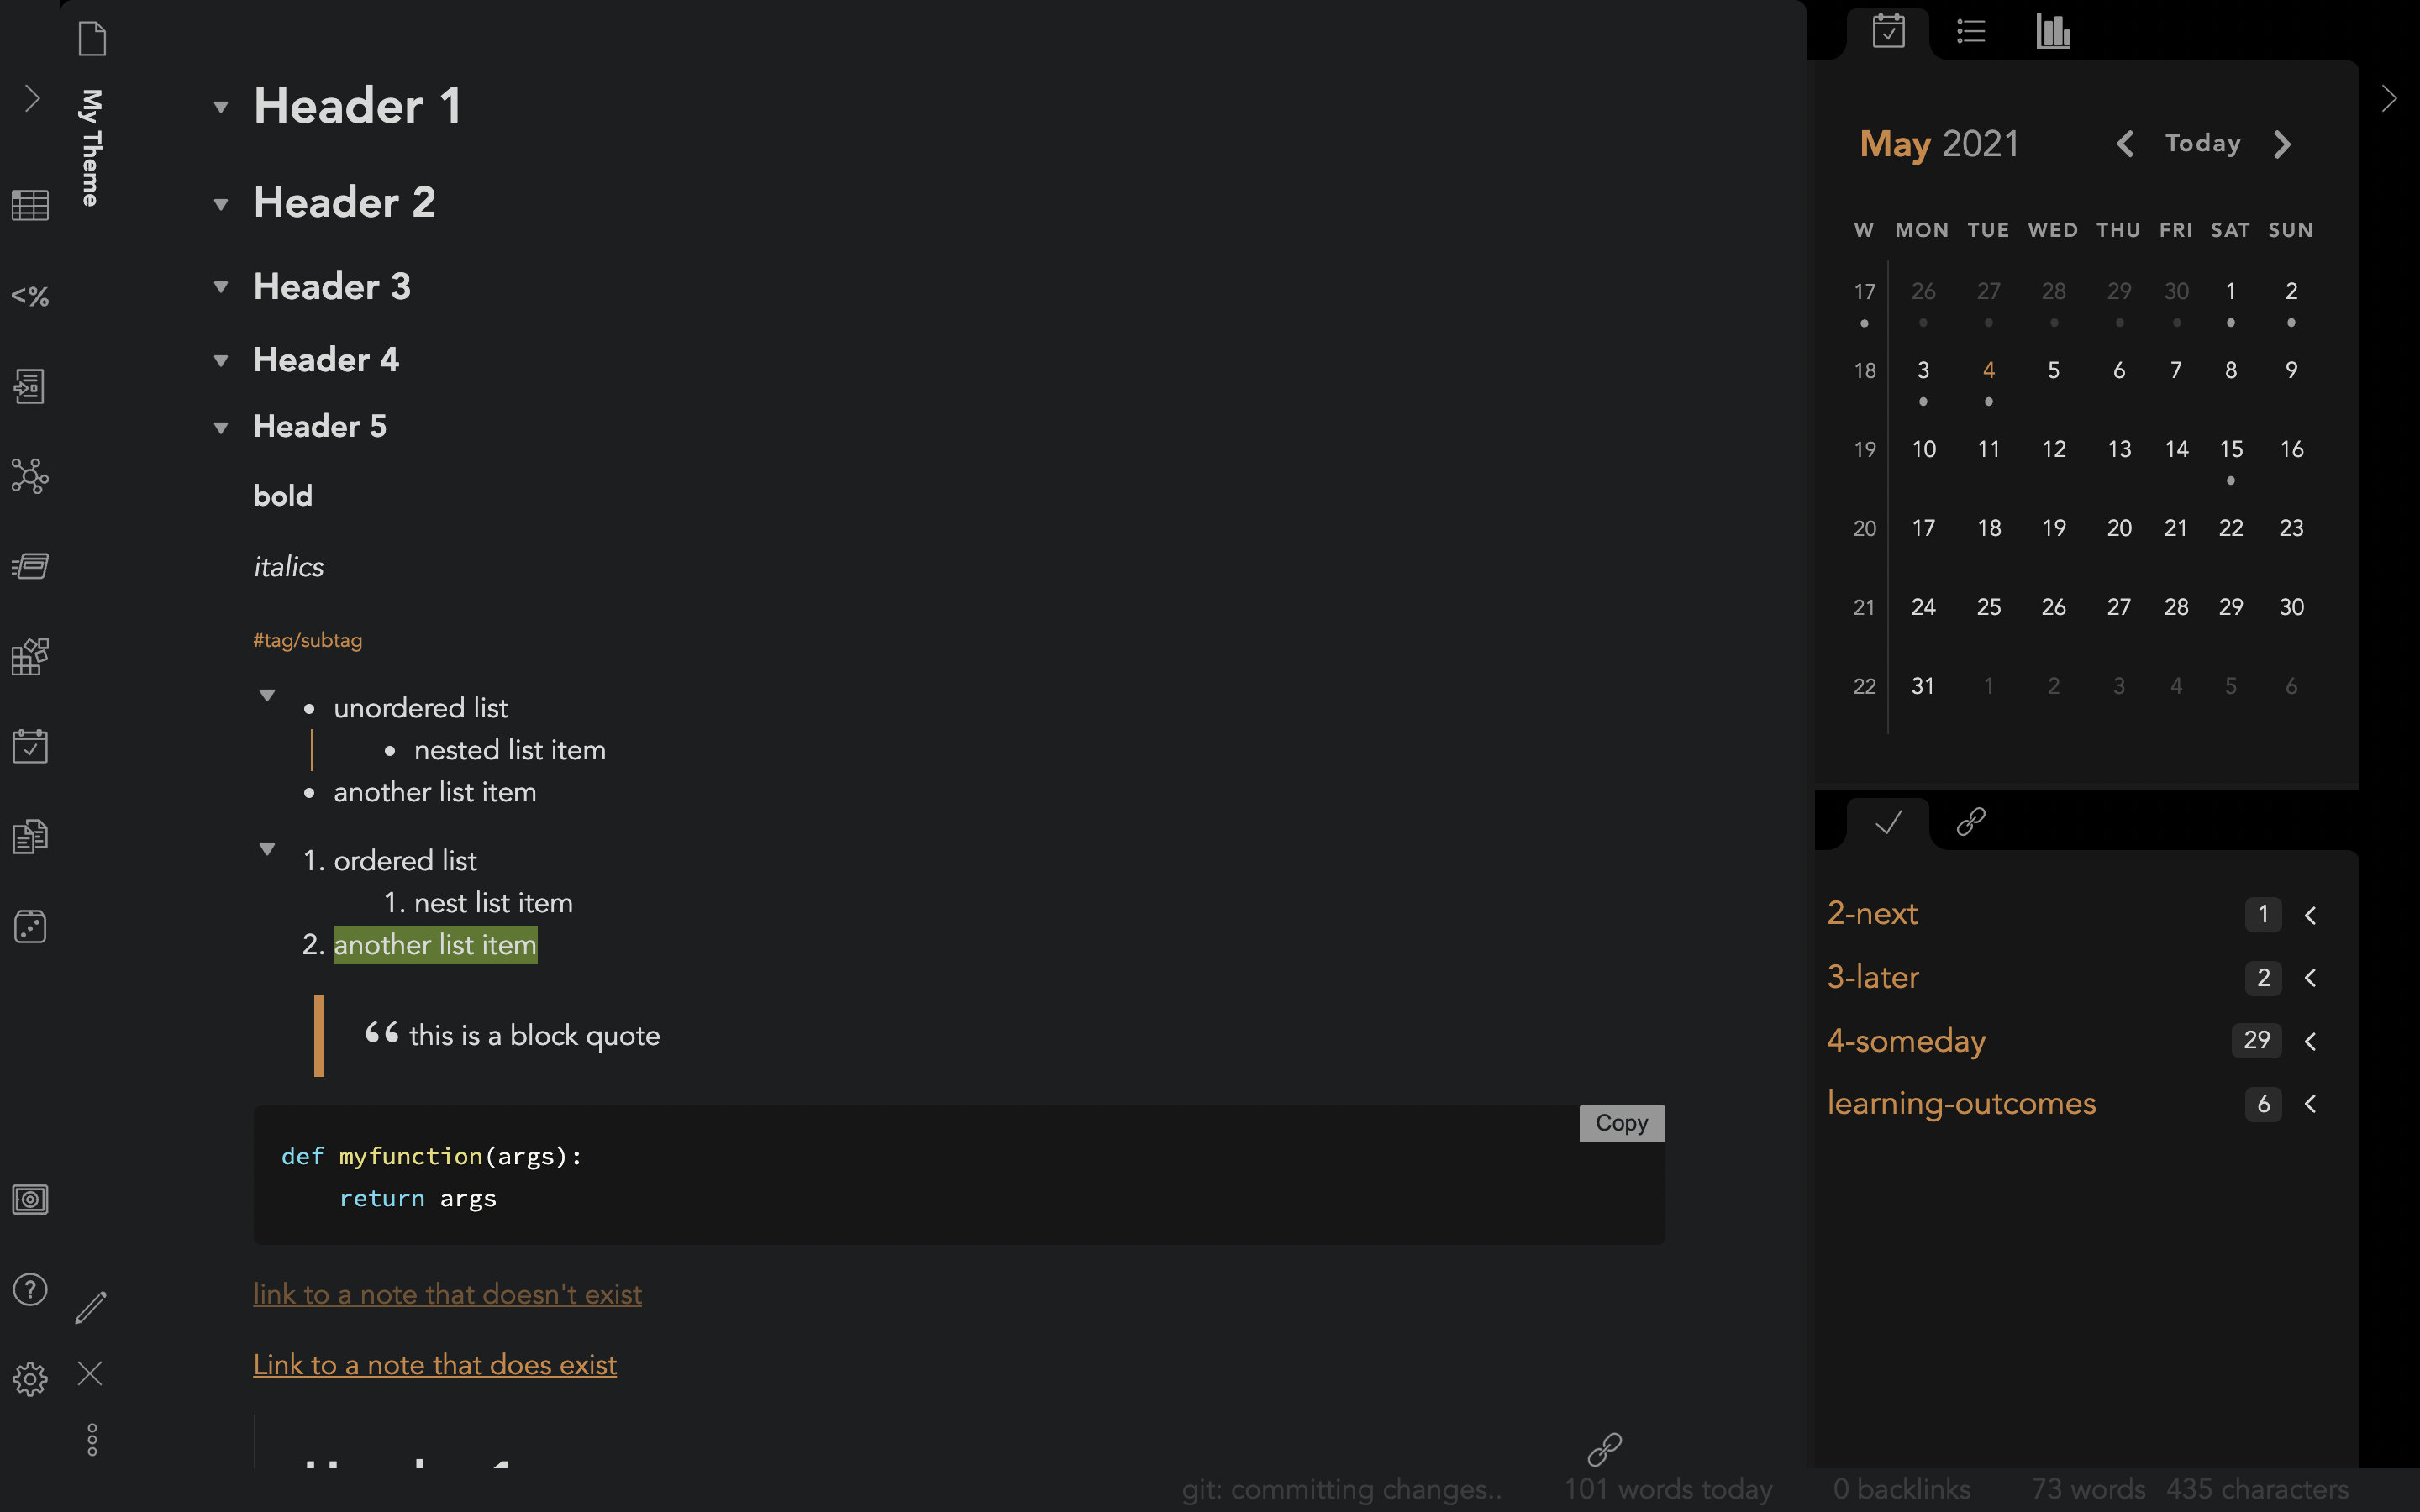 My Theme
<%
Header 1
Header 2
Header 3
Header 4
Header 5
bold
italics
#tag/subtag
• unordered list
• nested list item
• another list item
1. ordered list
1. nest list item
2. another list item
“ this is a block quote
Copy
def myfunction(args):
return args
link to a note that doesn't exist
Link to a note that does exist
Header 1
May 2021
Today
W MON TUE WED THU FRI SAT SUN
17 26 27 28 29 30 1 2
18 3 4 5 6 7 8 9
19 10 11 12 13 14 15 16
20 17 18 19 20 21 22 23
21 24 25 26 27 28 29 30
22 31 1 2 3 4 5 6
2-next 1
3-later 2
4-someday 29
learning-outcomes 6
git: committing changes.. 101 words today 0 backlinks 73 words 435 characters